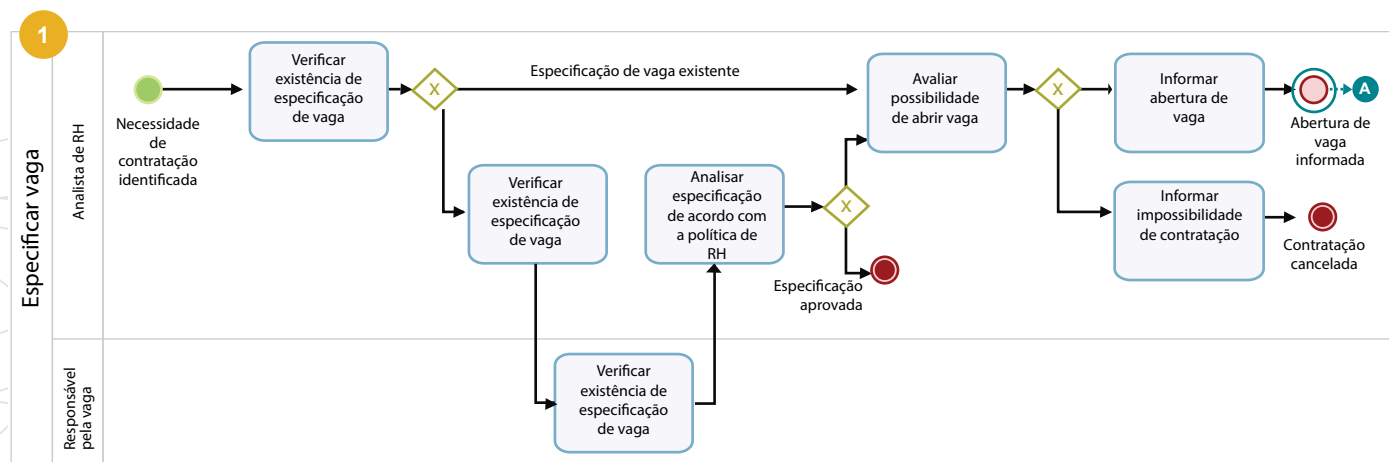 1
Especificar vaga
Analista de RH
Necessidade
de
contratação
identificada
Verificar
existência de
especificação
de vaga
X
Especificação de vaga existente
Avaliar
possibilidade
de abrir vaga
X
Informar
abertura de
vaga
A
Abertura de
vaga
informada
Verificar
existência de
especificação
de vaga
Analisar
especificação
de acordo com
a política de
RH
X
Especificação
aprovada
Informar
impossibilidade
de contratação
Contratação
cancelada
Responsável
pela vaga
Verificar
existência de
especificação
de vaga